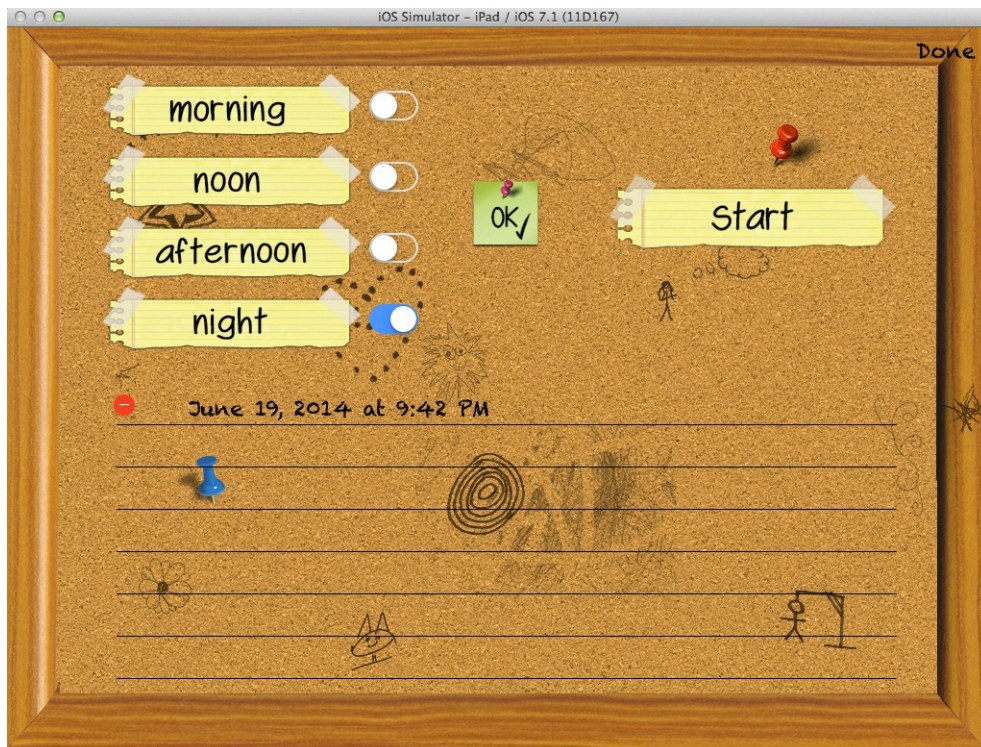 iOS Simulator – iPad / iOS 7.1 (11D167)
Done
morning
noon
OK
Start
afternoon
night
June 19, 2014 at 9:42 PM